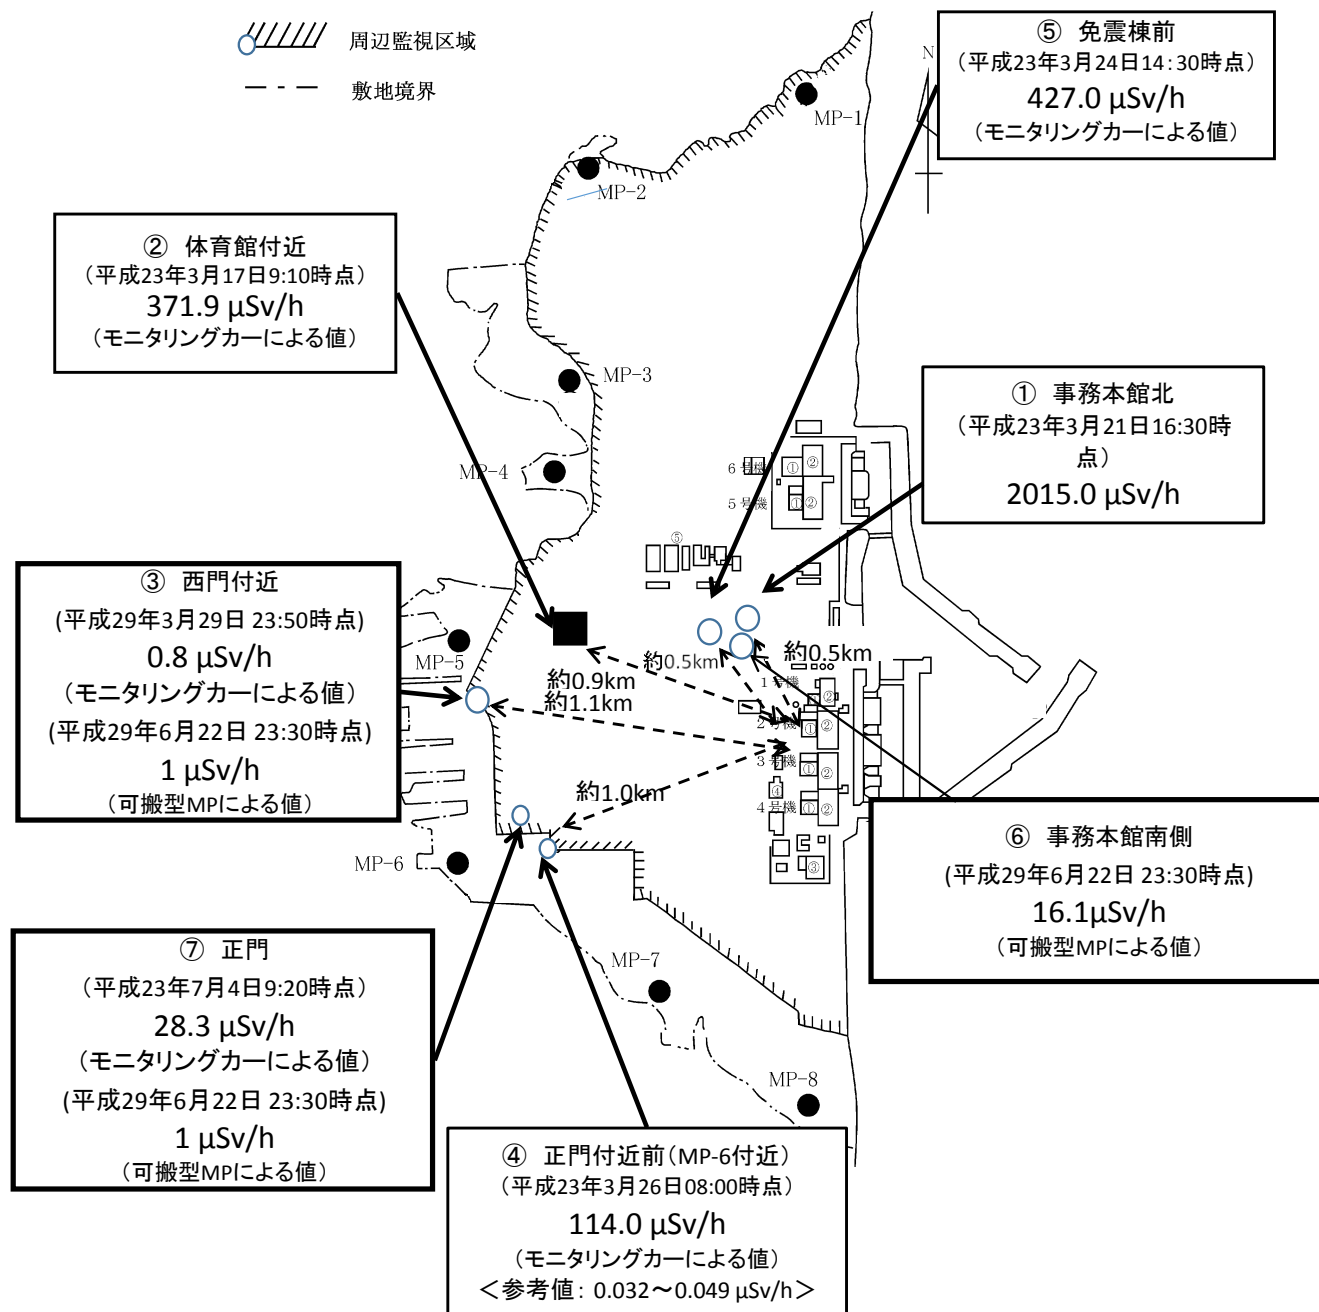 周辺監視区域
敷地境界
⑤ 免震棟前
（平成23年3月24日14：30時点）
427.0 μSv/h
（モニタリングカーによる値）
N
MP-1
MP-2
② 体育館付近
（平成23年3月17日9:10時点）
371.9 μSv/h
（モニタリングカーによる値）
MP-3
MP-4
① 事務本館北
（平成23年3月21日16:30時
点）
2015.0 μSv/h
６号機
① ②
５号機
① ②
⑤
③ 西門付近
(平成29年3月29日 23:50時点)
0.8 μSv/h
（モニタリングカーによる値）
(平成29年6月22日 23:30時点)
1 μSv/h
（可搬型MPによる値）
MP-5
約0.5km
約0.5km
約0.9km
約1.1km
１号機
②
２号機
① ②
３号機
① ②
④
４号機
① ②
③
約1.0km
MP-6
⑥ 事務本館南側
(平成29年6月22日 23:30時点)
16.1μSv/h
（可搬型MPによる値）
⑦ 正門
（平成23年7月4日9:20時点）
28.3 μSv/h
（モニタリングカーによる値）
(平成29年6月22日 23:30時点)
1 μSv/h
（可搬型MPによる値）
MP-7
MP-8
④ 正門付近前（MP-6付近）
（平成23年3月26日08:00時点）
114.0 μSv/h
（モニタリングカーによる値）
＜参考値： 0.032～0.049 μSv/h＞